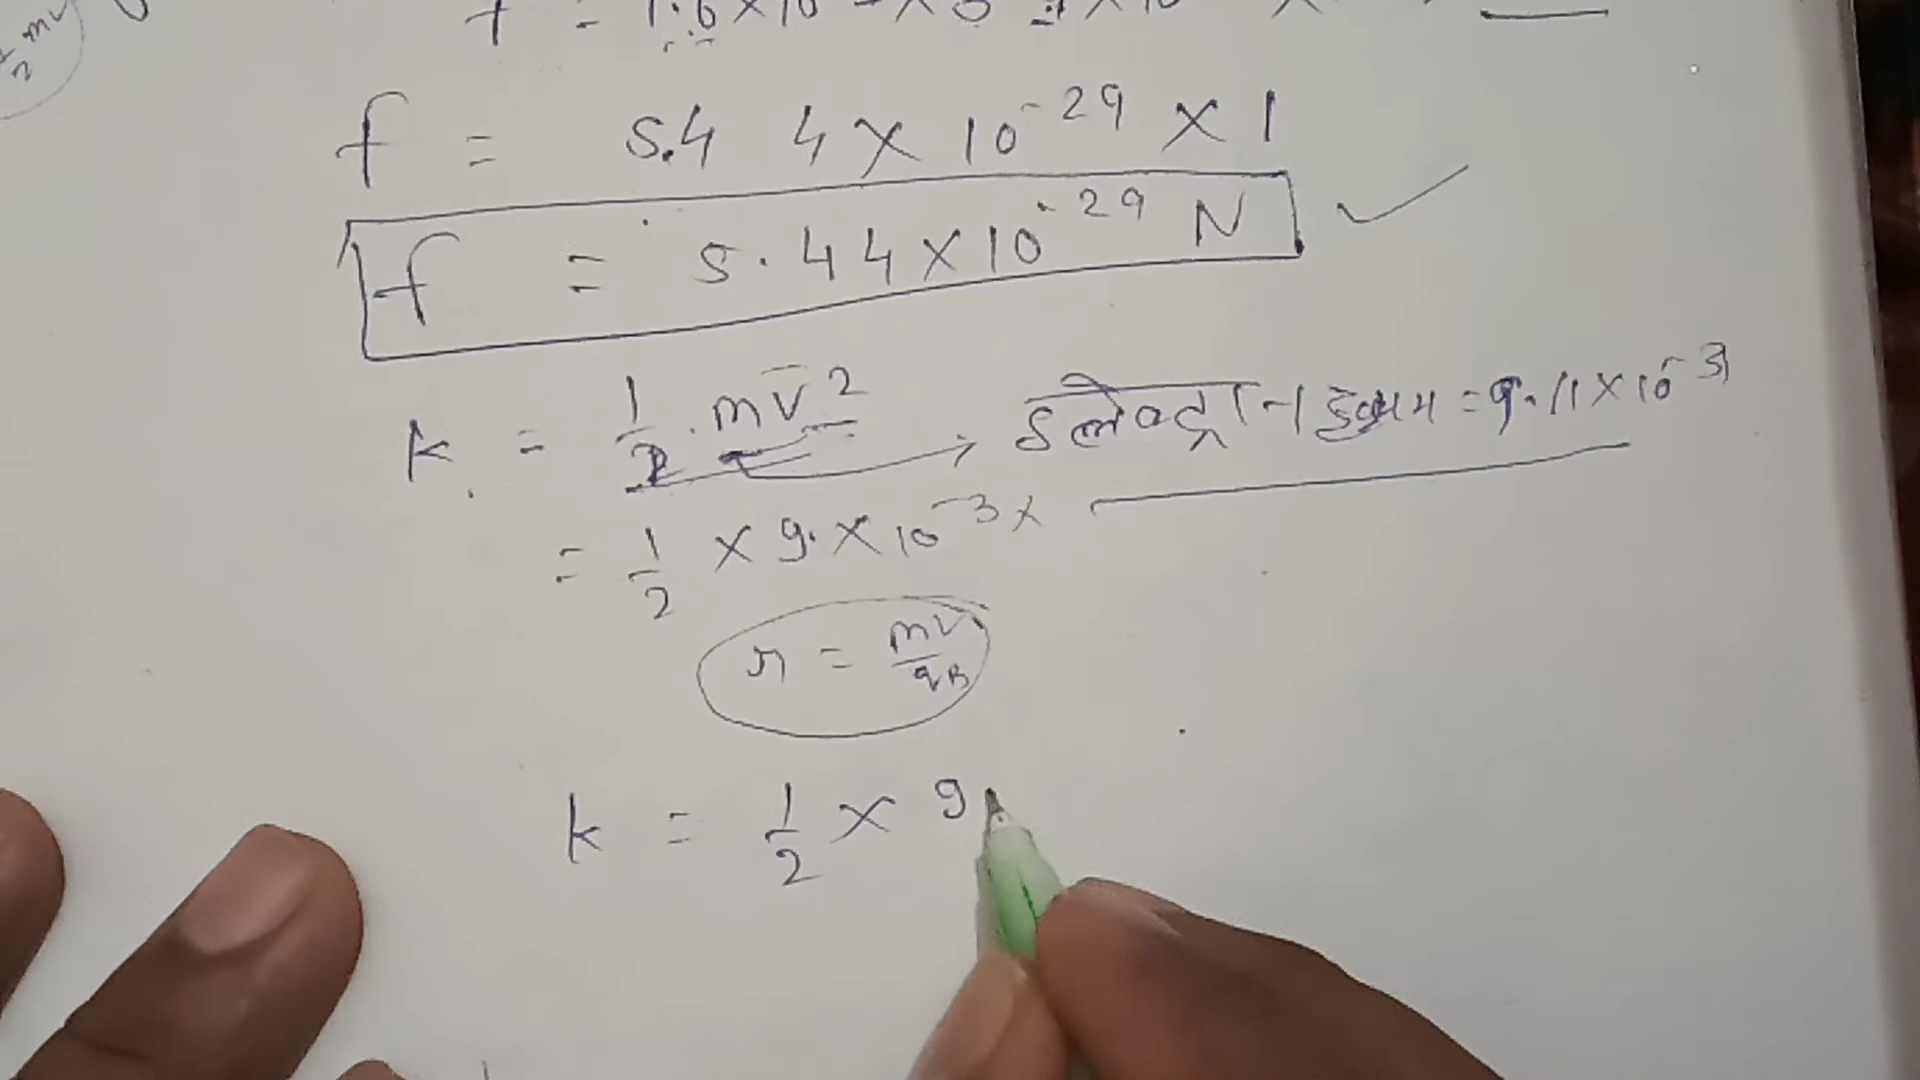 f = 5.4 4 × 10⁻²⁹ × 1
f = 5.44×10⁻²⁹ N
k = 1/2 . mv² → इलेक्ट्रान द्रव्यमान = 9.11×10⁻³¹
= 1/2 × 9. × 10⁻³ ×
r = mv/qB
k = 1/2 × 9